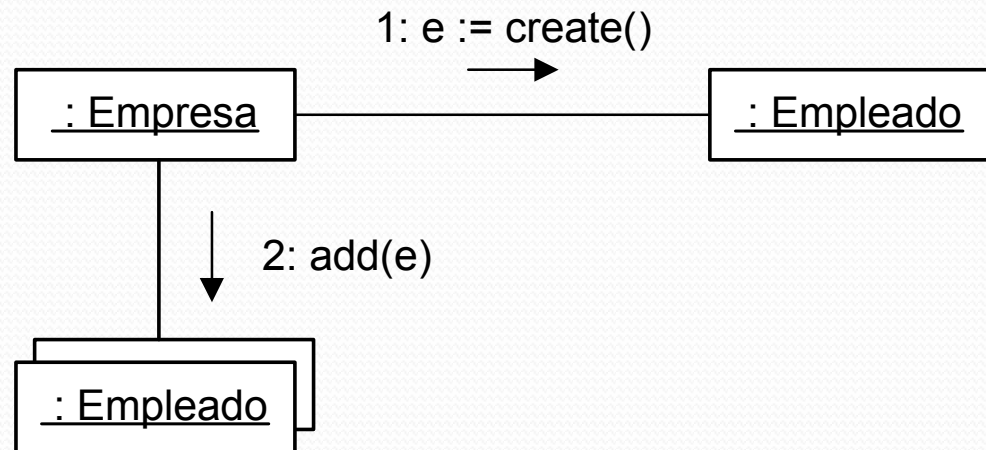 1: e := create()
: Empresa
: Empleado
2: add(e)
: Empleado